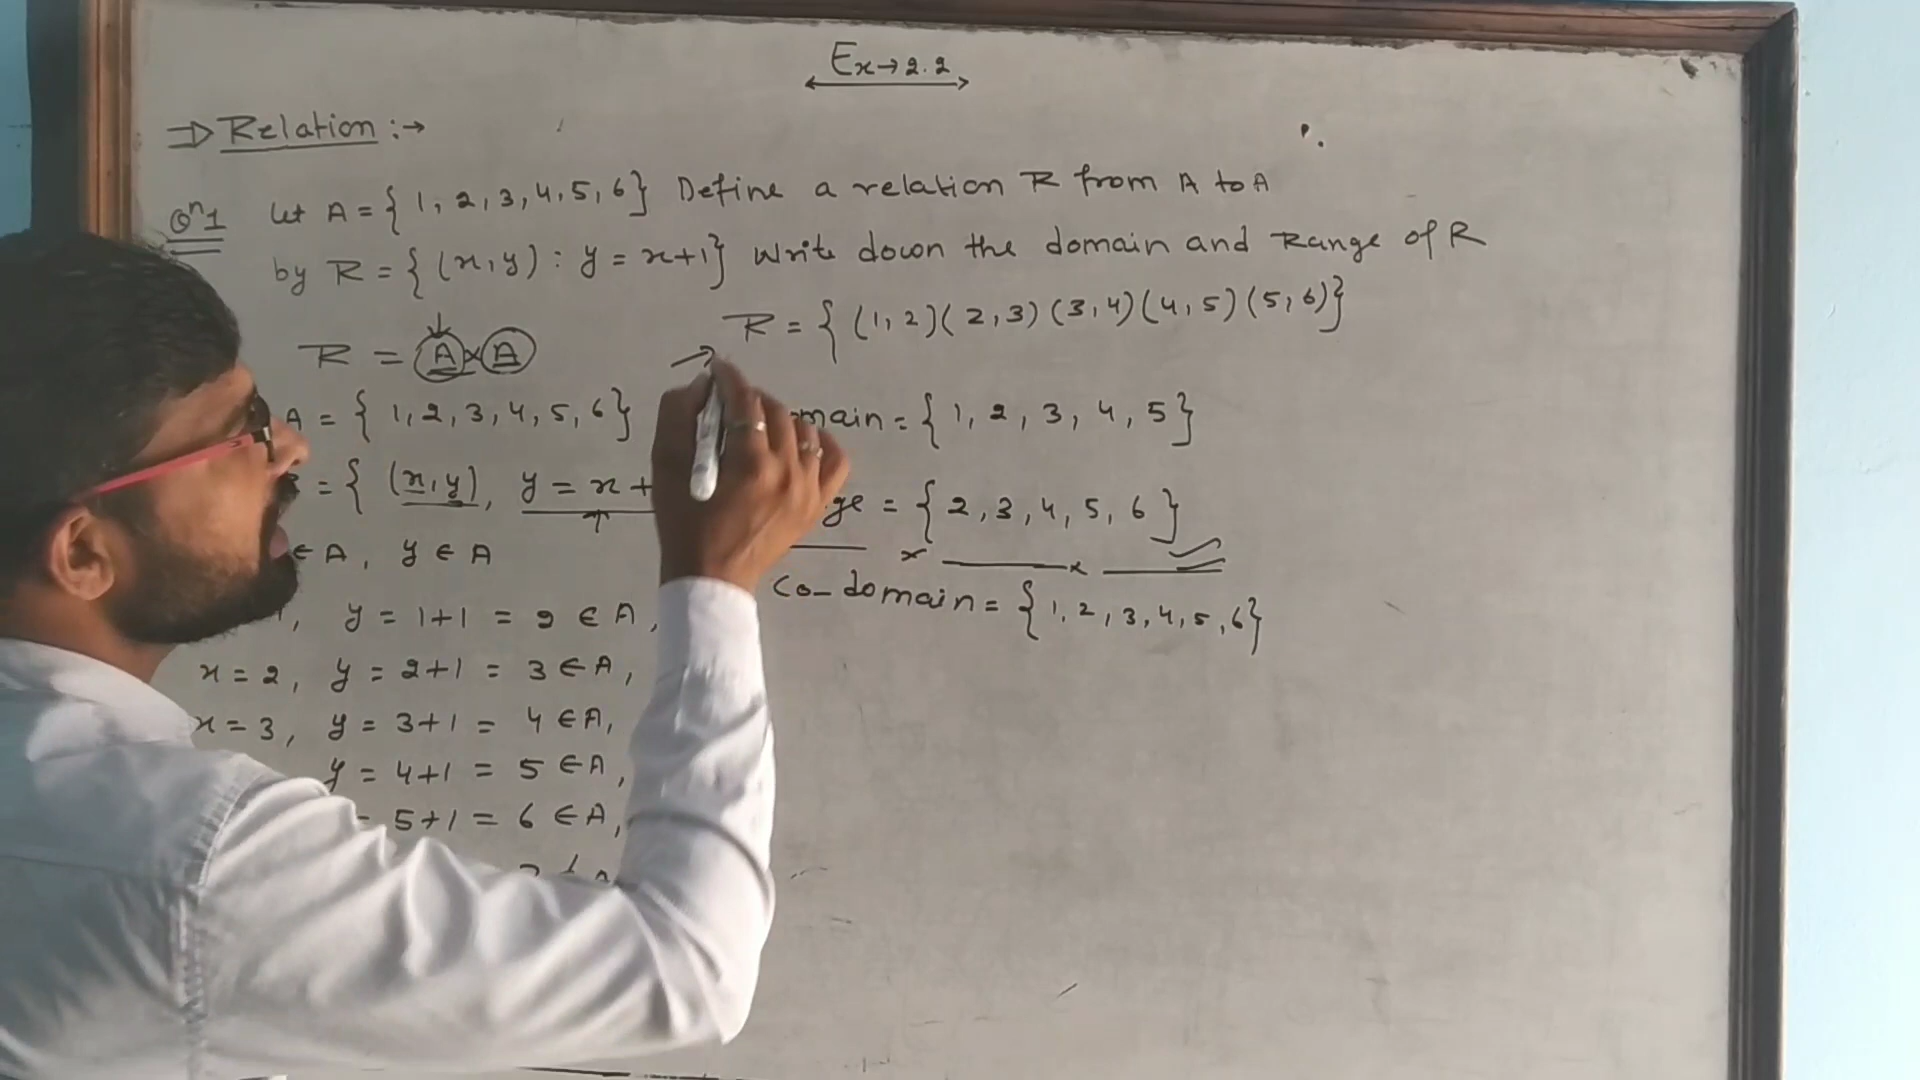 Ex→2.2
⇒ Relation :→
Qⁿ1 Let A = { 1, 2, 3, 4, 5, 6 } Define a relation R from A to A
by R = { (x, y) : y = x+1 } Write down the domain and Range of R
R = A × A
A = { 1, 2, 3, 4, 5, 6 }
= { (x, y), y = x +
∈ A, y ∈ A
, y = 1+1 = 2 ∈ A,
x = 2, y = 2+1 = 3 ∈ A,
x = 3, y = 3+1 = 4 ∈ A,
y = 4+1 = 5 ∈ A,
= 5+1 = 6 ∈ A,
R = { (1, 2) (2, 3) (3, 4) (4, 5) (5, 6) }
main = { 1, 2, 3, 4, 5 }
ge = { 2, 3, 4, 5, 6 }
Co-domain = { 1, 2, 3, 4, 5, 6 }